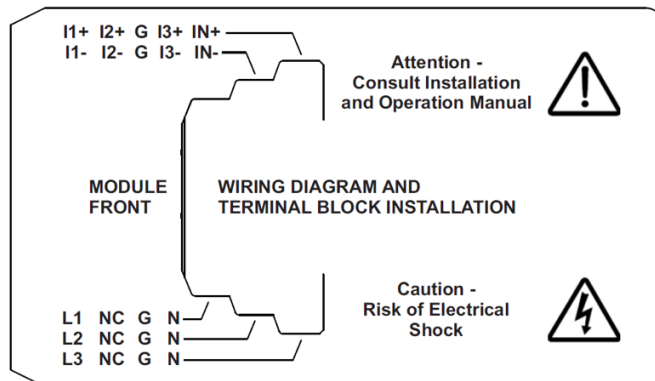 I1+ I2+ G I3+ IN+
I1- I2- G I3- IN-
Attention -
Consult Installation
and Operation Manual
MODULE
FRONT
WIRING DIAGRAM AND
TERMINAL BLOCK INSTALLATION
Caution -
Risk of Electrical
Shock
L1 NC G N
L2 NC G N
L3 NC G N